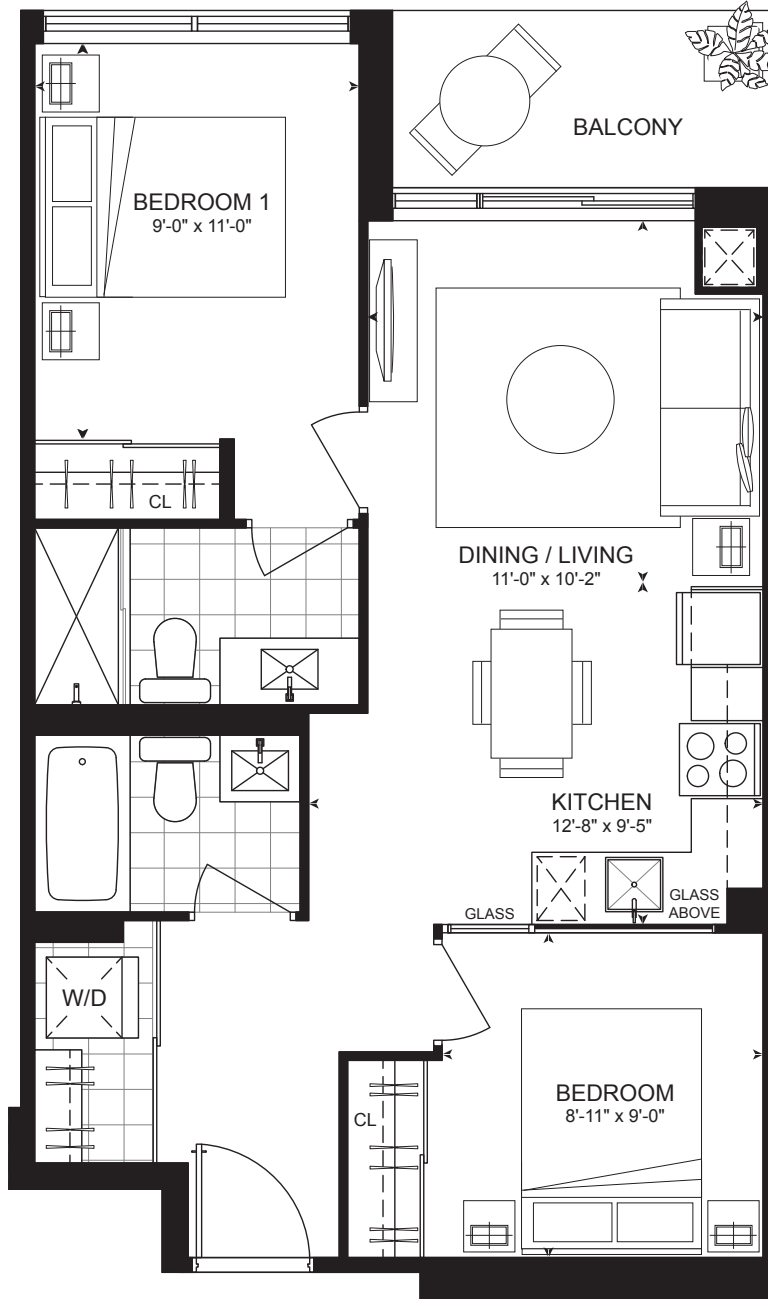 BALCONY
BEDROOM 1
9'-0" x 11'-0"
CL
DINING / LIVING
11'-0" x 10'-2"
KITCHEN
12'-8" x 9'-5"
GLASS
GLASS
ABOVE
W/D
BEDROOM
8'-11" x 9'-0"
CL